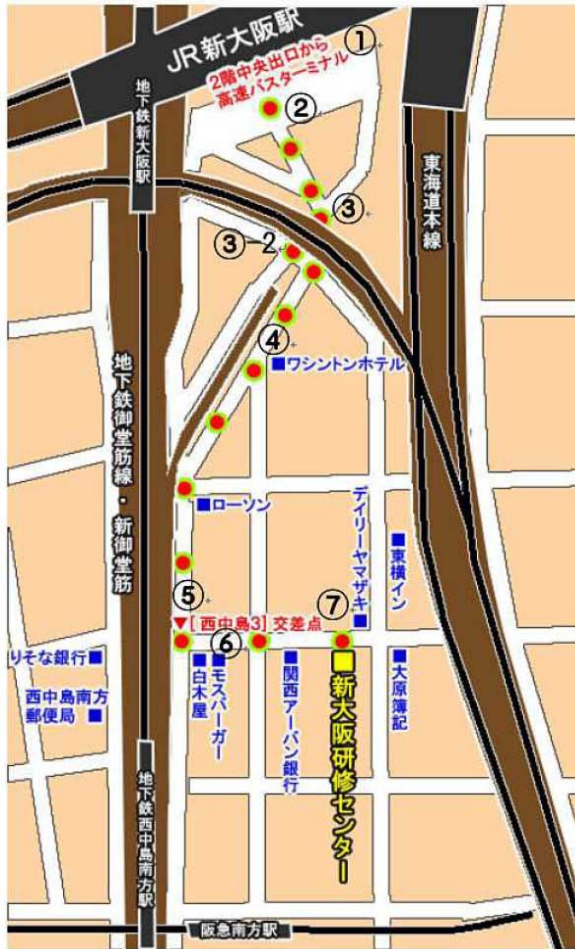 JR新大阪駅
①
2階中央出口から
高速バスターミナル
②
地下鉄新大阪駅
東海道本線
③
③-2
④
■ワシントンホテル
地下鉄御堂筋線・新御堂筋
■ローソン
デイリーヤマザキ■
■東横イン
⑤
⑦
▼[西中島3]交差点
⑥
りそな銀行■
■白木屋
■モスバーガー
■関西アーバン銀行
■新大阪研修センター
■大原簿記
西中島南方
郵便局 ■
地下鉄西中島南方駅
阪急南方駅